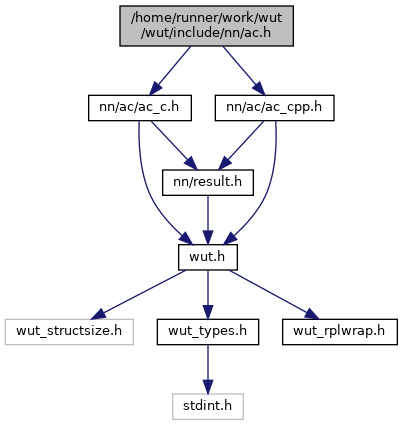 /home/runner/work/wut
/wut/include/nn/ac.h
nn/ac/ac_c.h
nn/ac/ac_cpp.h
nn/result.h
wut.h
wut_structsize.h
wut_types.h
wut_rplwrap.h
stdint.h